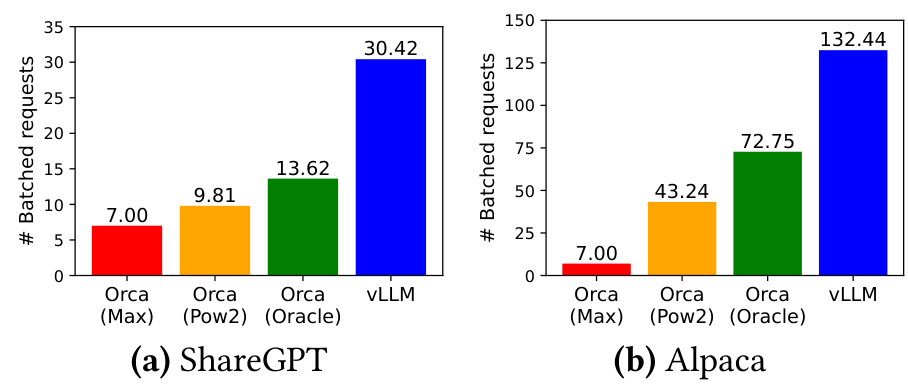 35
30
25
20
15
10
5
0
# Batched requests
7.00
9.81
13.62
30.42
Orca
(Max)
Orca
(Pow2)
Orca
(Oracle)
vLLM
(a) ShareGPT
150
125
100
75
50
25
0
# Batched requests
7.00
43.24
72.75
132.44
Orca
(Max)
Orca
(Pow2)
Orca
(Oracle)
vLLM
(b) Alpaca